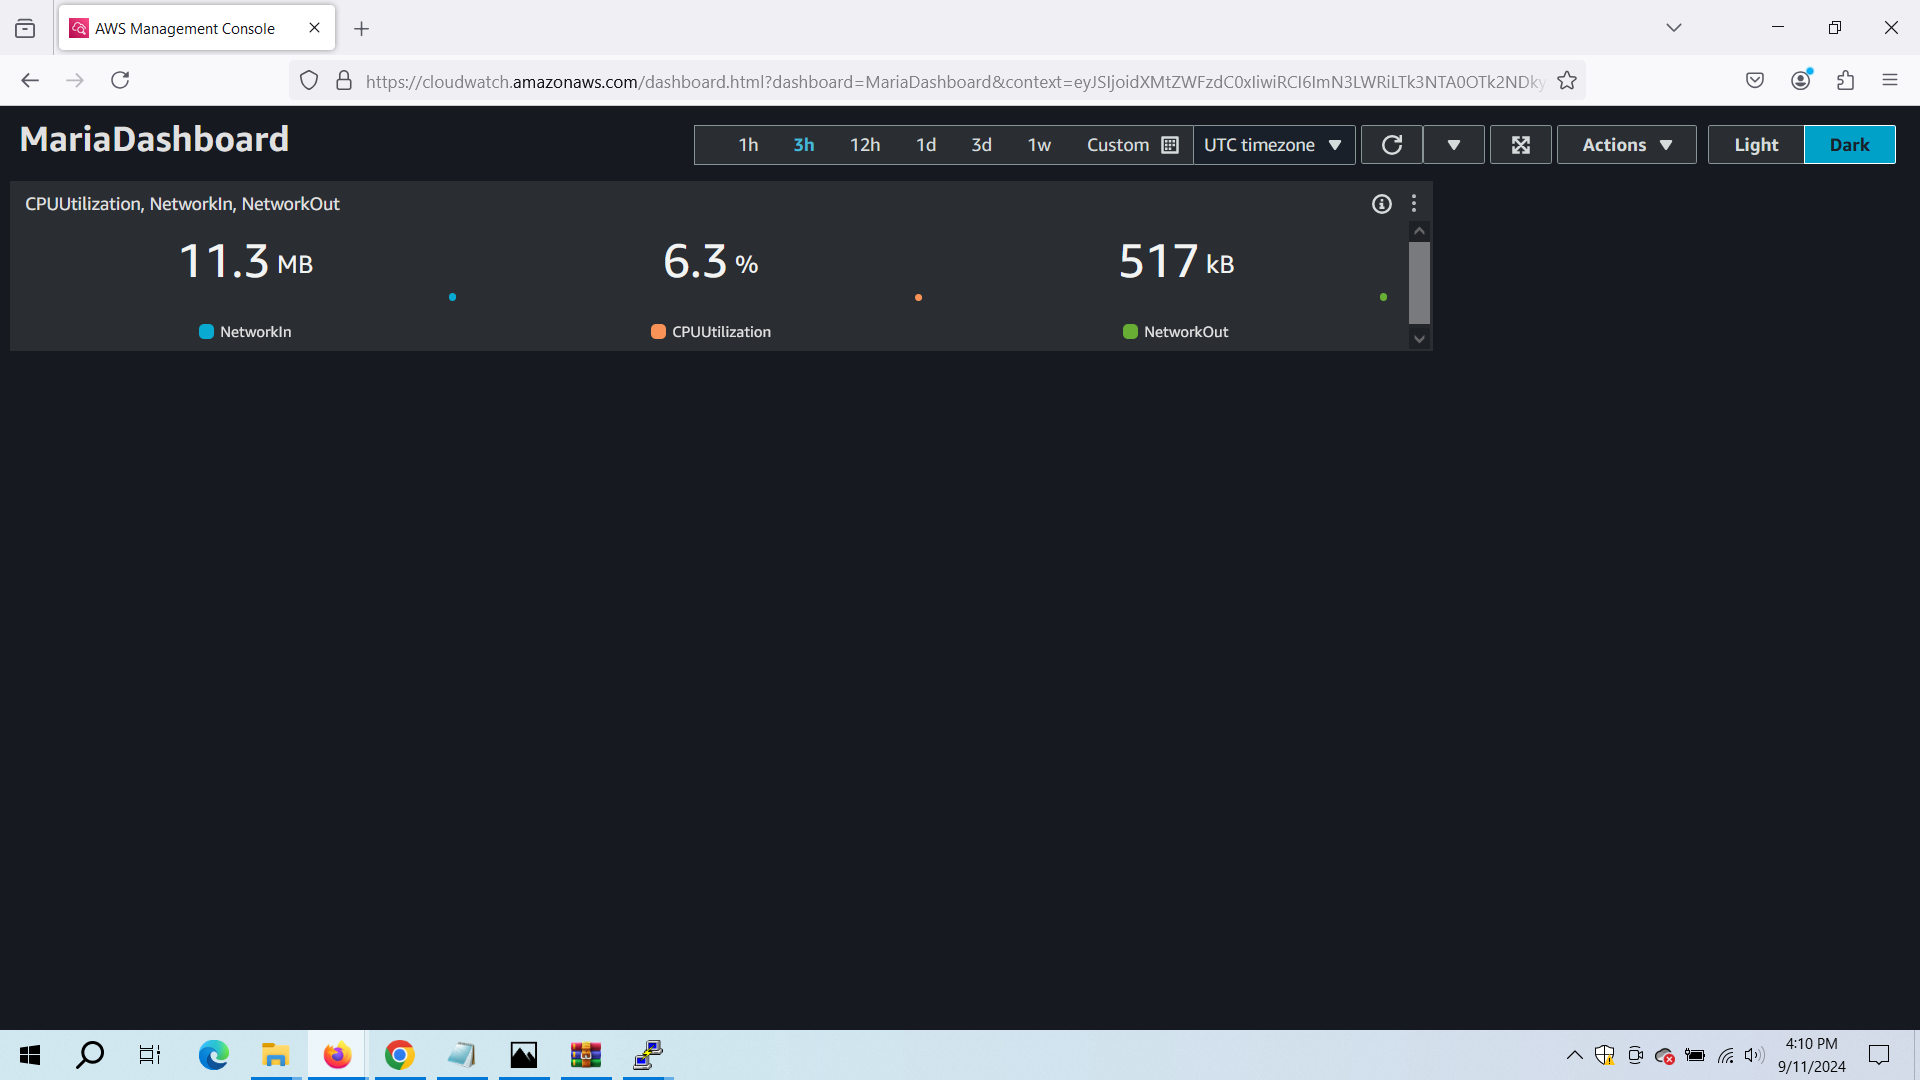 AWS Management Console
https://cloudwatch.amazonaws.com/dashboard.html?dashboard=MariaDashboard&context=
MariaDashboard
1h 3h 12h 1d 3d 1w Custom UTC timezone Actions Light Dark
CPUUtilization, NetworkIn, NetworkOut
11.3 MB 6.3 % 517 kB
NetworkIn CPUUtilization NetworkOut
4:10 PM
9/11/2024